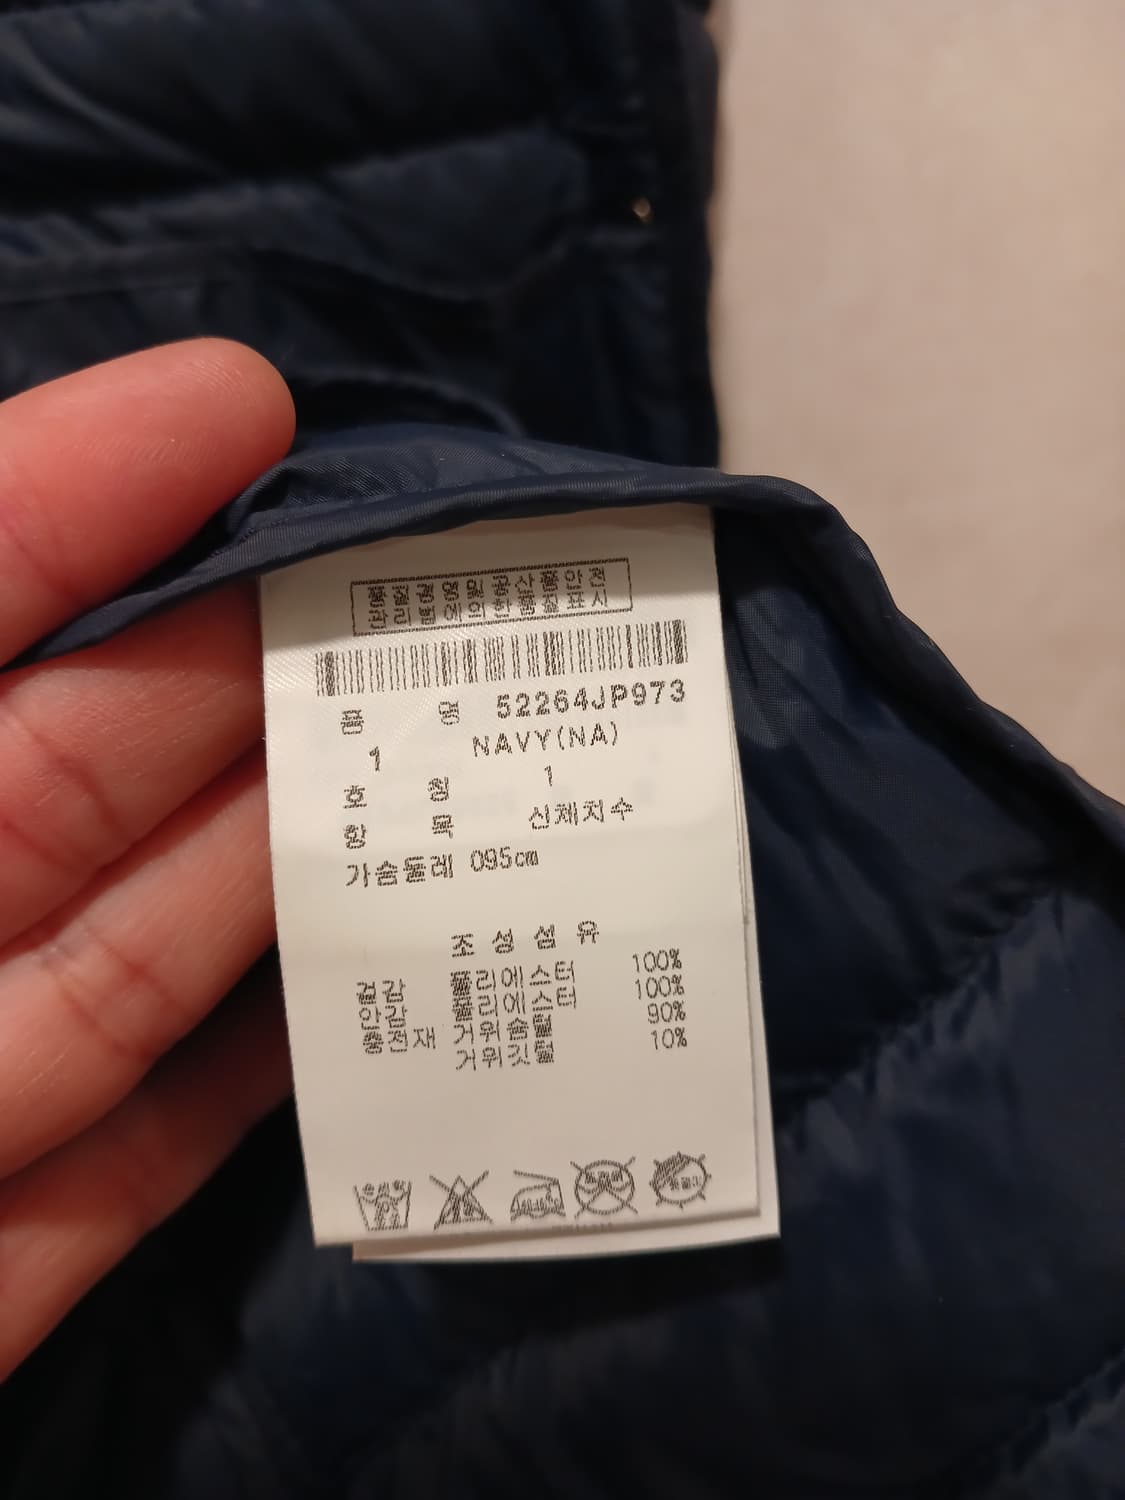 품질경영및공산품안전
관리법에의한품질표시
품 명 52264JP973
1 NAVY(NA)
호 칭 1
항 목 신체치수
가슴둘레 095cm
조성섬유
겉감 폴리에스터 100%
안감 폴리에스터 100%
충전재 거위솜털 90%
거위깃털 10%